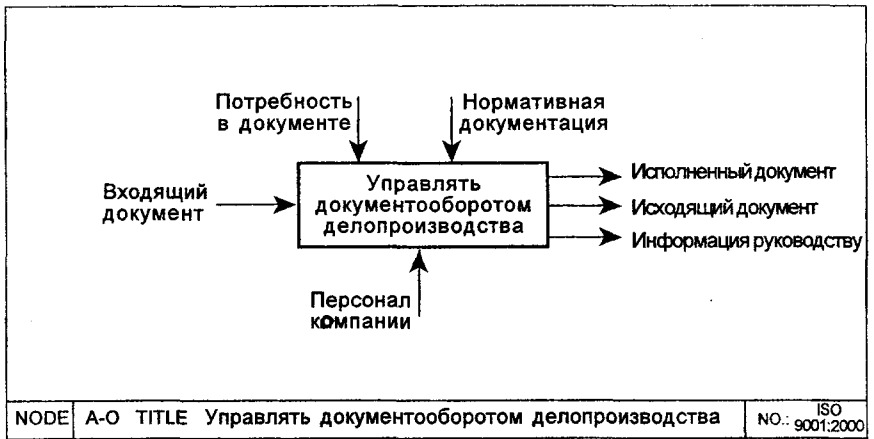 Потребность
в документе
Нормативная
документация
Входящий
документ
Управлять
документооборотом
делопроизводства
Исполненный документ
Исходящий документ
Информация руководству
Персонал
компании
NODE A-O TITLE Управлять документооборотом делопроизводства NO.: ISO
9001:2000